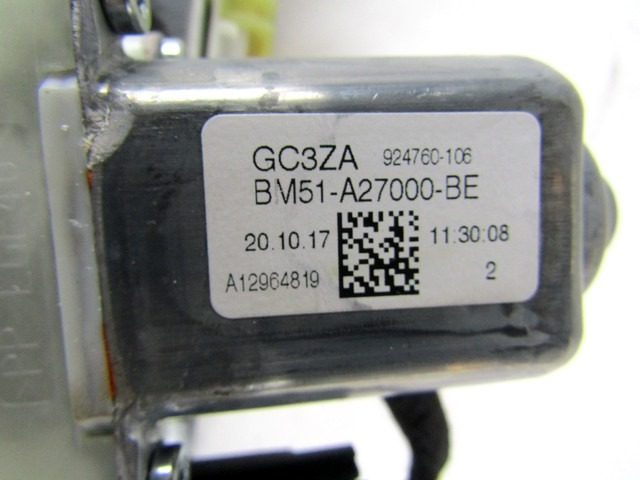 GC3ZA 924760-106
BM51-A27000-BE
20.10.17 11:30:08
A12964819 2